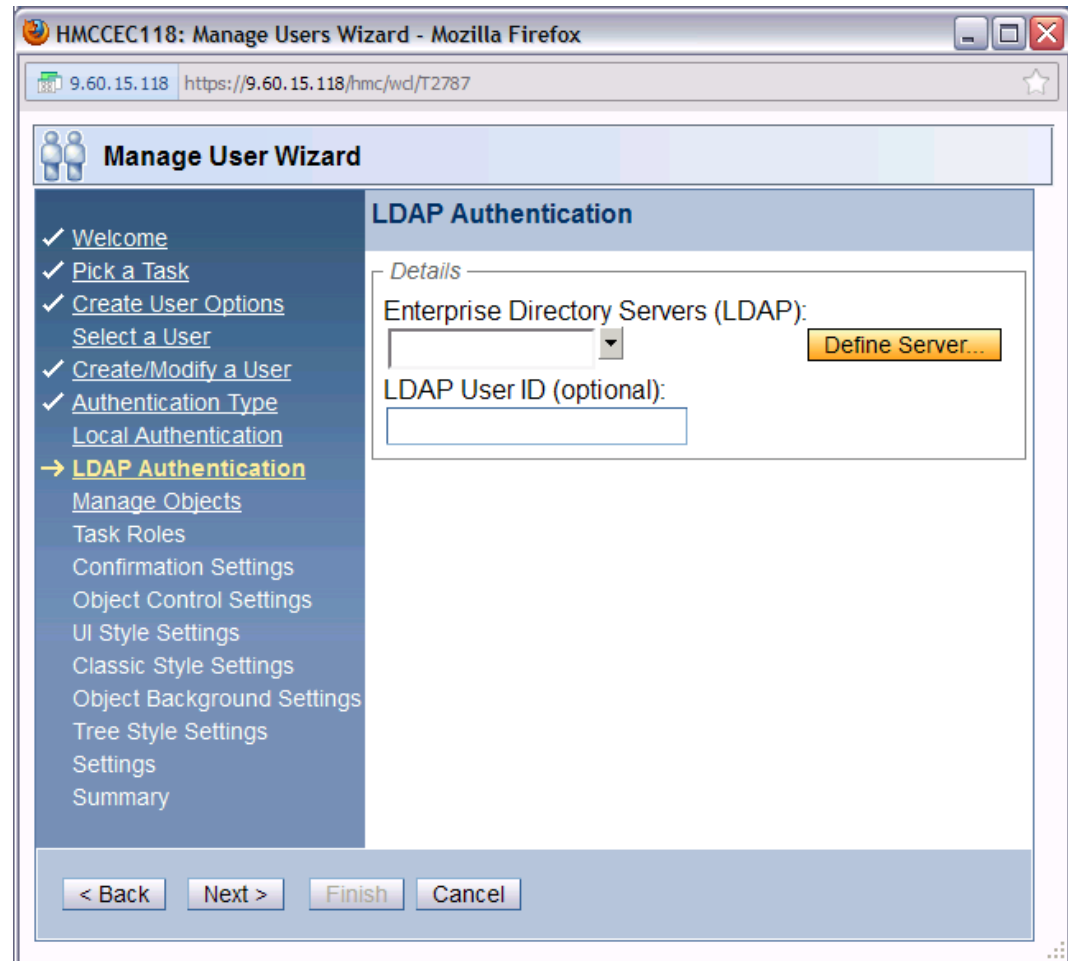 HMCCEC118: Manage Users Wizard - Mozilla Firefox
9.60.15.118 https://9.60.15.118/hmc/wcl/T2787
Manage User Wizard
Welcome
Pick a Task
Create User Options
Select a User
Create/Modify a User
Authentication Type
Local Authentication
LDAP Authentication
Manage Objects
Task Roles
Confirmation Settings
Object Control Settings
UI Style Settings
Classic Style Settings
Object Background Settings
Tree Style Settings
Settings
Summary
LDAP Authentication
Details
Enterprise Directory Servers (LDAP):
Define Server...
LDAP User ID (optional):
< Back Next > Finish Cancel